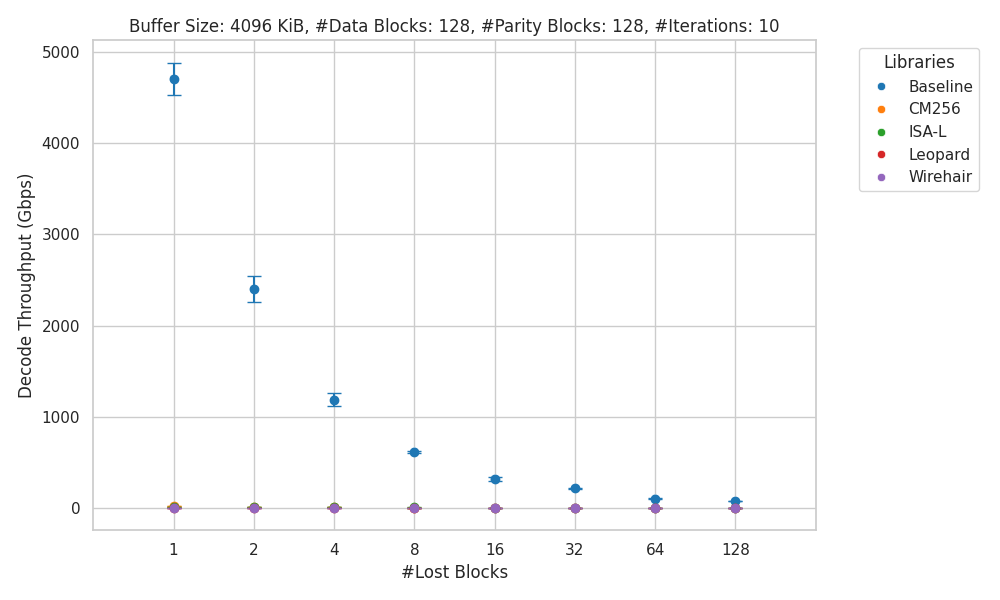 Buffer Size: 4096 KiB, #Data Blocks: 128, #Parity Blocks: 128, #Iterations: 10
Decode Throughput (Gbps)
5000
4000
3000
2000
1000
0
1 2 4 8 16 32 64 128
#Lost Blocks
Libraries
Baseline
CM256
ISA-L
Leopard
Wirehair